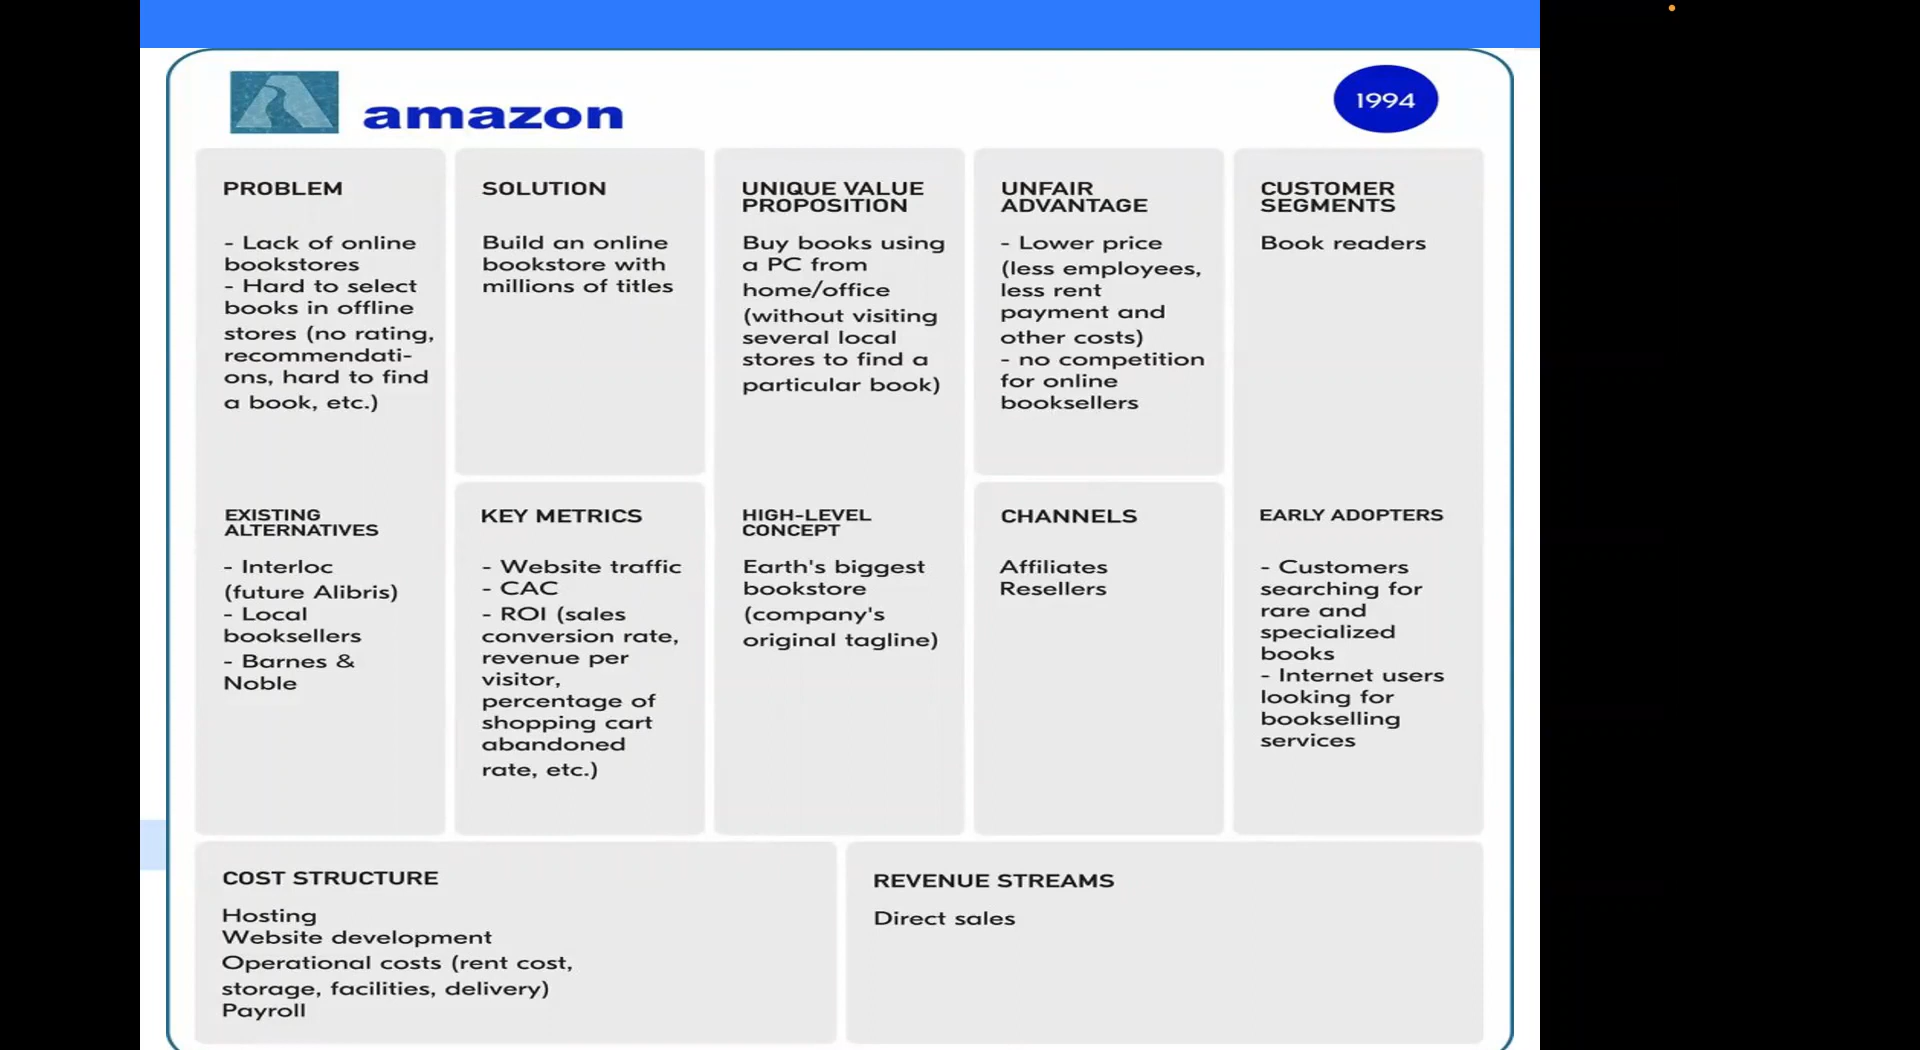 amazon
1994
PROBLEM
- Lack of online
bookstores
- Hard to select
books in offline
stores (no rating,
recommendati-
ons, hard to find
a book, etc.)
EXISTING
ALTERNATIVES
- Interloc
(future Alibris)
- Local
booksellers
- Barnes &
Noble
SOLUTION
Build an online
bookstore with
millions of titles
KEY METRICS
- Website traffic
- CAC
- ROI (sales
conversion rate,
revenue per
visitor,
percentage of
shopping cart
abandoned
rate, etc.)
UNIQUE VALUE
PROPOSITION
Buy books using
a PC from
home/office
(without visiting
several local
stores to find a
particular book)
HIGH-LEVEL
CONCEPT
Earth's biggest
bookstore
(company's
original tagline)
UNFAIR
ADVANTAGE
- Lower price
(less employees,
less rent
payment and
other costs)
- no competition
for online
booksellers
CHANNELS
Affiliates
Resellers
CUSTOMER
SEGMENTS
Book readers
EARLY ADOPTERS
- Customers
searching for
rare and
specialized
books
- Internet users
looking for
bookselling
services
COST STRUCTURE
Hosting
Website development
Operational costs (rent cost,
storage, facilities, delivery)
Payroll
REVENUE STREAMS
Direct sales